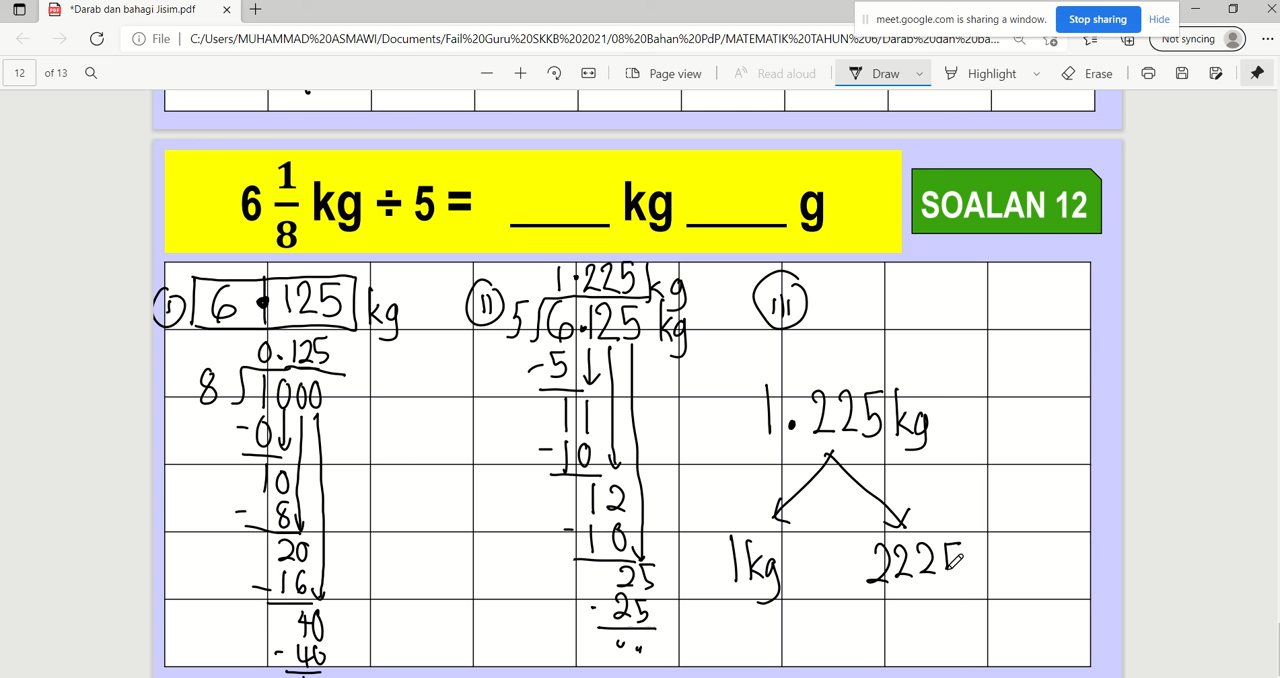 *Darab dan bahagi Jisim.pdf
meet.google.com is sharing a window. Stop sharing Hide
File C:/Users/MUHAMMAD%20ASMAWI/Documents/Fails%20Guru%20SKKB%202021/08%20Bahan%20PdP/MATEMATIK%20TAHUN%206/Darab%20dan%20ba... Not syncing
12 of 13 Page view Read aloud Draw Highlight Erase
6 1/8 kg ÷ 5 = ____ kg ____ g
SOALAN 12
I) 6.125 kg
0.125
8 1000
-0
10
- 8
20
- 16
40
- 40
II) 1.225 kg
5 6.125 kg
-5
11
-10
12
- 10
25
- 25
III
1.225 kg
1kg 2225